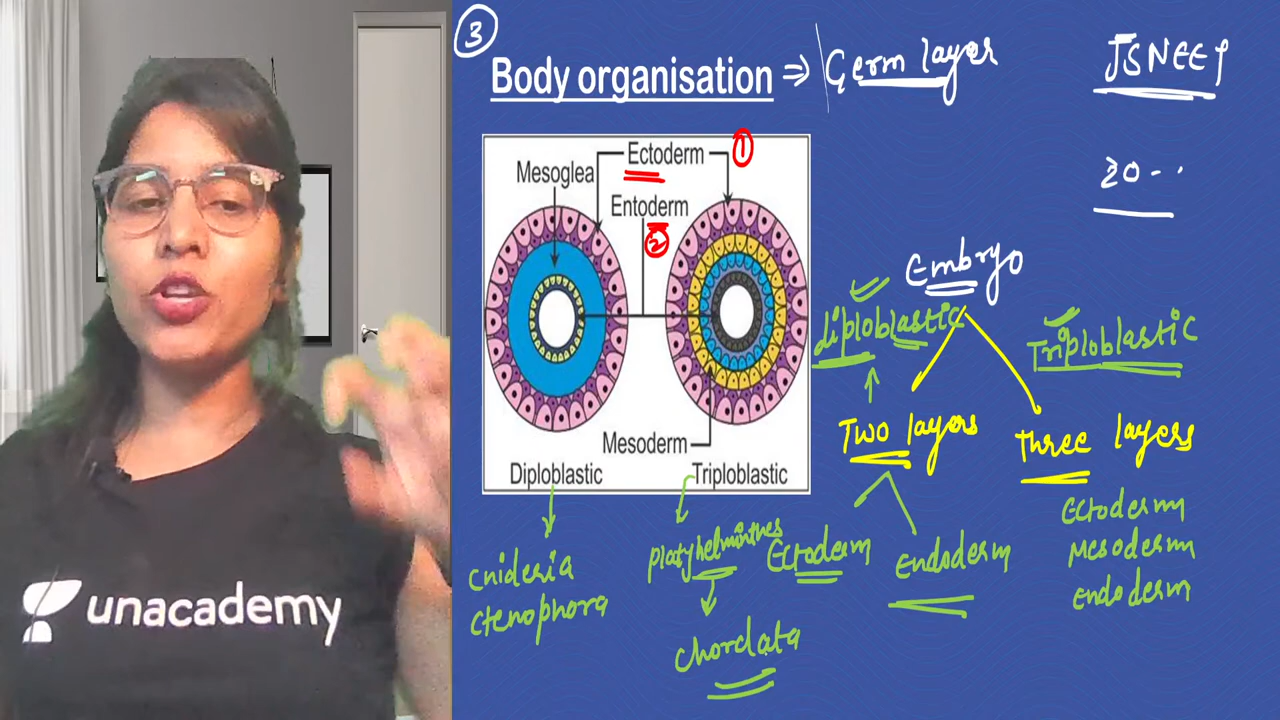 3
Body organisation ⇒ Germ layer
JSNEET
20--
Ectoderm 1
Mesoglea
Entoderm
2
Mesoderm
Diploblastic Triploblastic
Embryo
diploblastic Triploblastic
Two layers Three layers
Ectoderm Endoderm
Ectoderm
Mesoderm
Endoderm
Cnideria
Ctenophora
Platyhelminthes
Chordata
unacademy